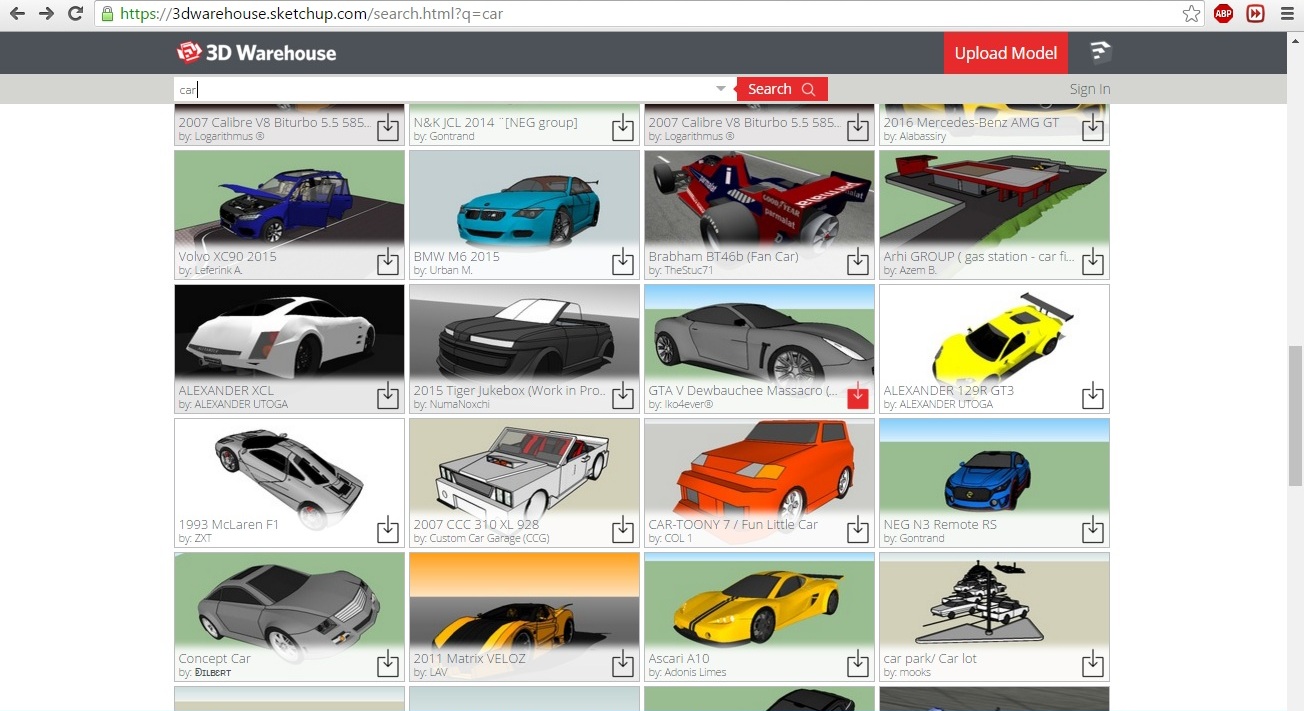 https://3dwarehouse.sketchup.com/search.html?q=car
ABP
3D Warehouse
Upload Model
car
Search
Sign In
2007 Calibre V8 Biturbo 5.5 585...
by: Logarithmus ®
N&K JCL 2014 ¨[NEG group]
by: Gontrand
2007 Calibre V8 Biturbo 5.5 585...
by: Logarithmus ®
2016 Mercedes-Benz AMG GT
by: Alabassiry
Volvo XC90 2015
by: Leferink A.
BMW M6 2015
by: Urban M.
GOODYEAR
parmalat
Brabham BT46b (Fan Car)
by: TheStuc71
Arhi GROUP ( gas station - car fi...
by: Azem B.
ALEXANDER XCL
by: ALEXANDER UTOGA
2015 Tiger Jukebox (Work in Pro..
by: NumaNoxchi
GTA V Dewbauchee Massacro (...
by: Iko4ever®
ALEXANDER 129R GT3
by: ALEXANDER UTOGA
1993 McLaren F1
by: ZXT
2007 CCC 310 XL 928
by: Custom Car Garage (CCG)
CAR-TOONY 7 / Fun Little Car
by: COL 1
NEG N3 Remote RS
by: Gontrand
Concept Car
by: Dɪʟʙᴇʀᴛ
2011 Matrix VELOZ
by: LAV
Ascari A10
by: Adonis Limes
car park/ Car lot
by: mooks